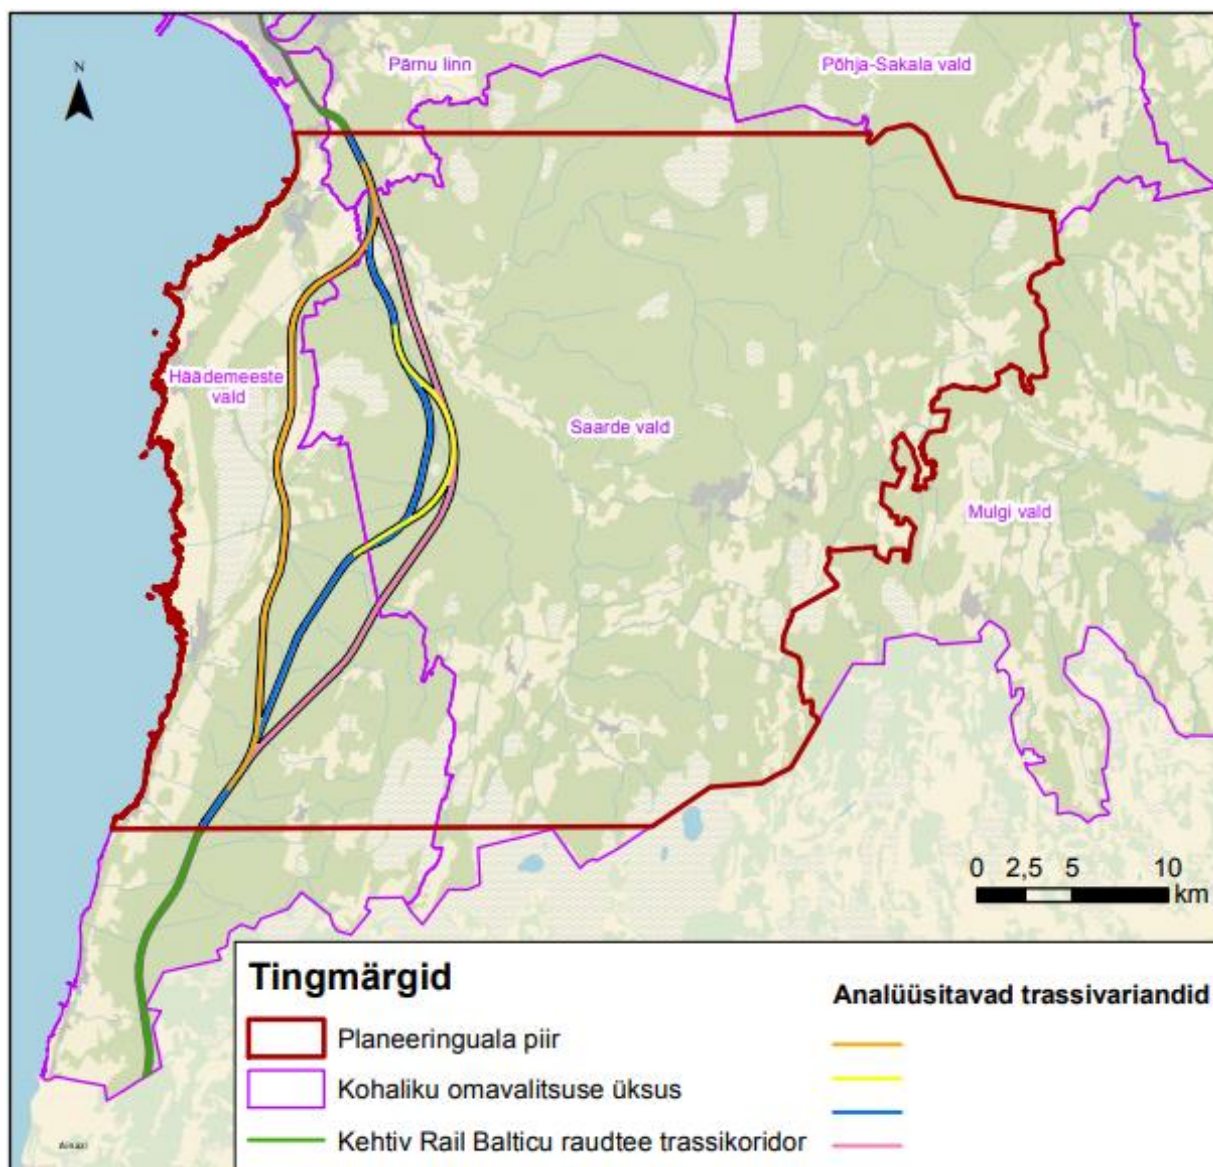 N
Pärnu linn
Põhja-Sakala vald
Häädemeeste
vald
Saarde vald
Mulgi vald
0 2,5 5 10
km
Tingmärgid
Planeeringuala piir
Kohaliku omavalitsuse üksus
Kehtiv Rail Balticu raudtee trassikoridor
Analüüsitavad trassivariandid
Ainaži